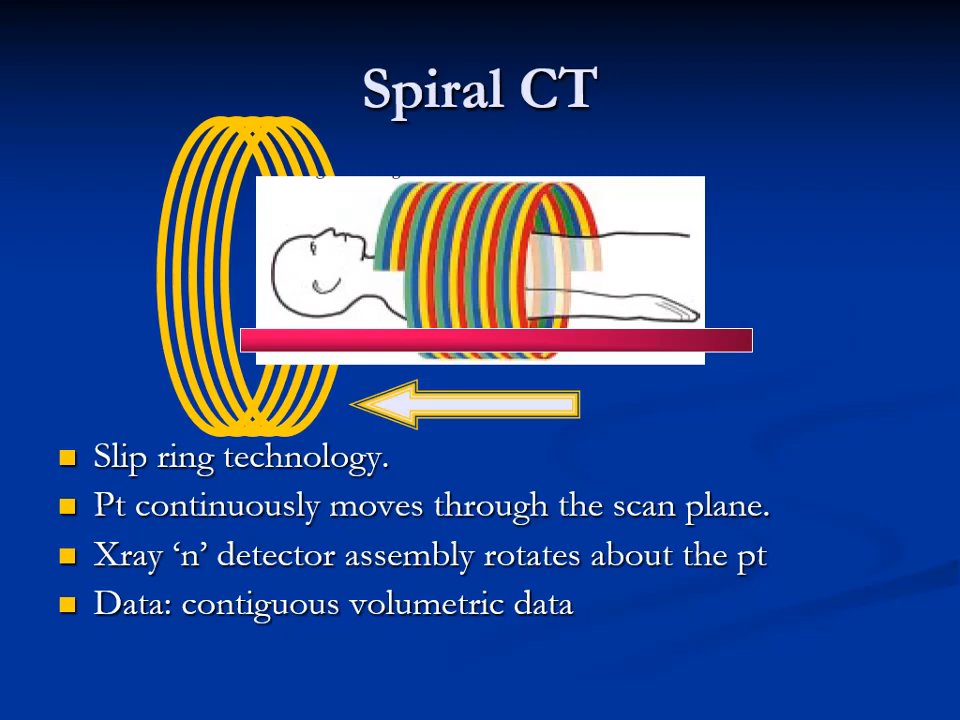 Spiral CT
Slip ring technology.
Pt continuously moves through the scan plane.
Xray ‘n’ detector assembly rotates about the pt
Data: contiguous volumetric data